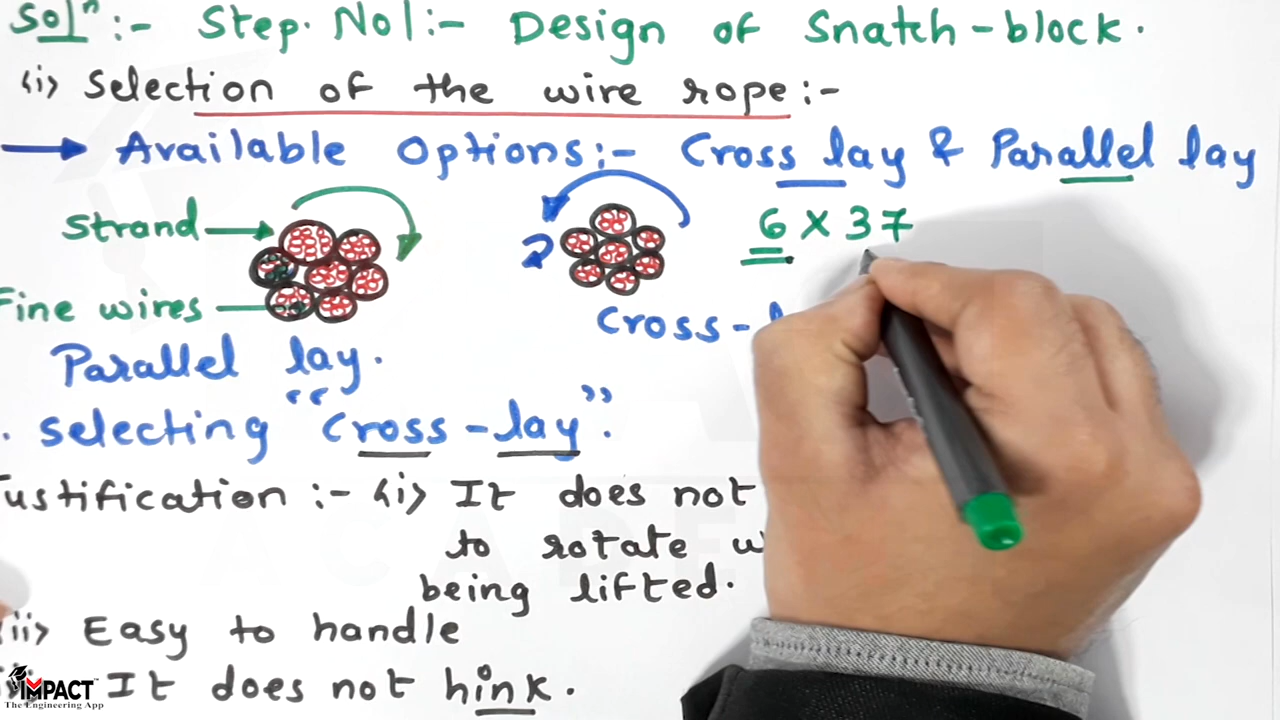 Solⁿ:- Step. No1:- Design of Snatch-block.
(i) Selection of the wire rope:-
Available Options:- Cross lay & Parallel lay
Strand
6 x 37
Fine wires
Cross-
Parallel lay.
selecting "Cross-lay".
Justification :- (i) It does not
to rotate w
being lifted.
(ii) Easy to handle
It does not hink.
IMPACT
The Engineering App